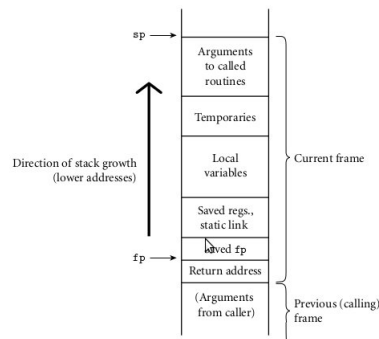 sp
Arguments
to called
routines
Temporaries
Direction of stack growth
(lower addresses)
Local
variables
Current frame
Saved regs.,
static link
fp
fp
Return address
(Arguments
from caller)
Previous (calling)
frame